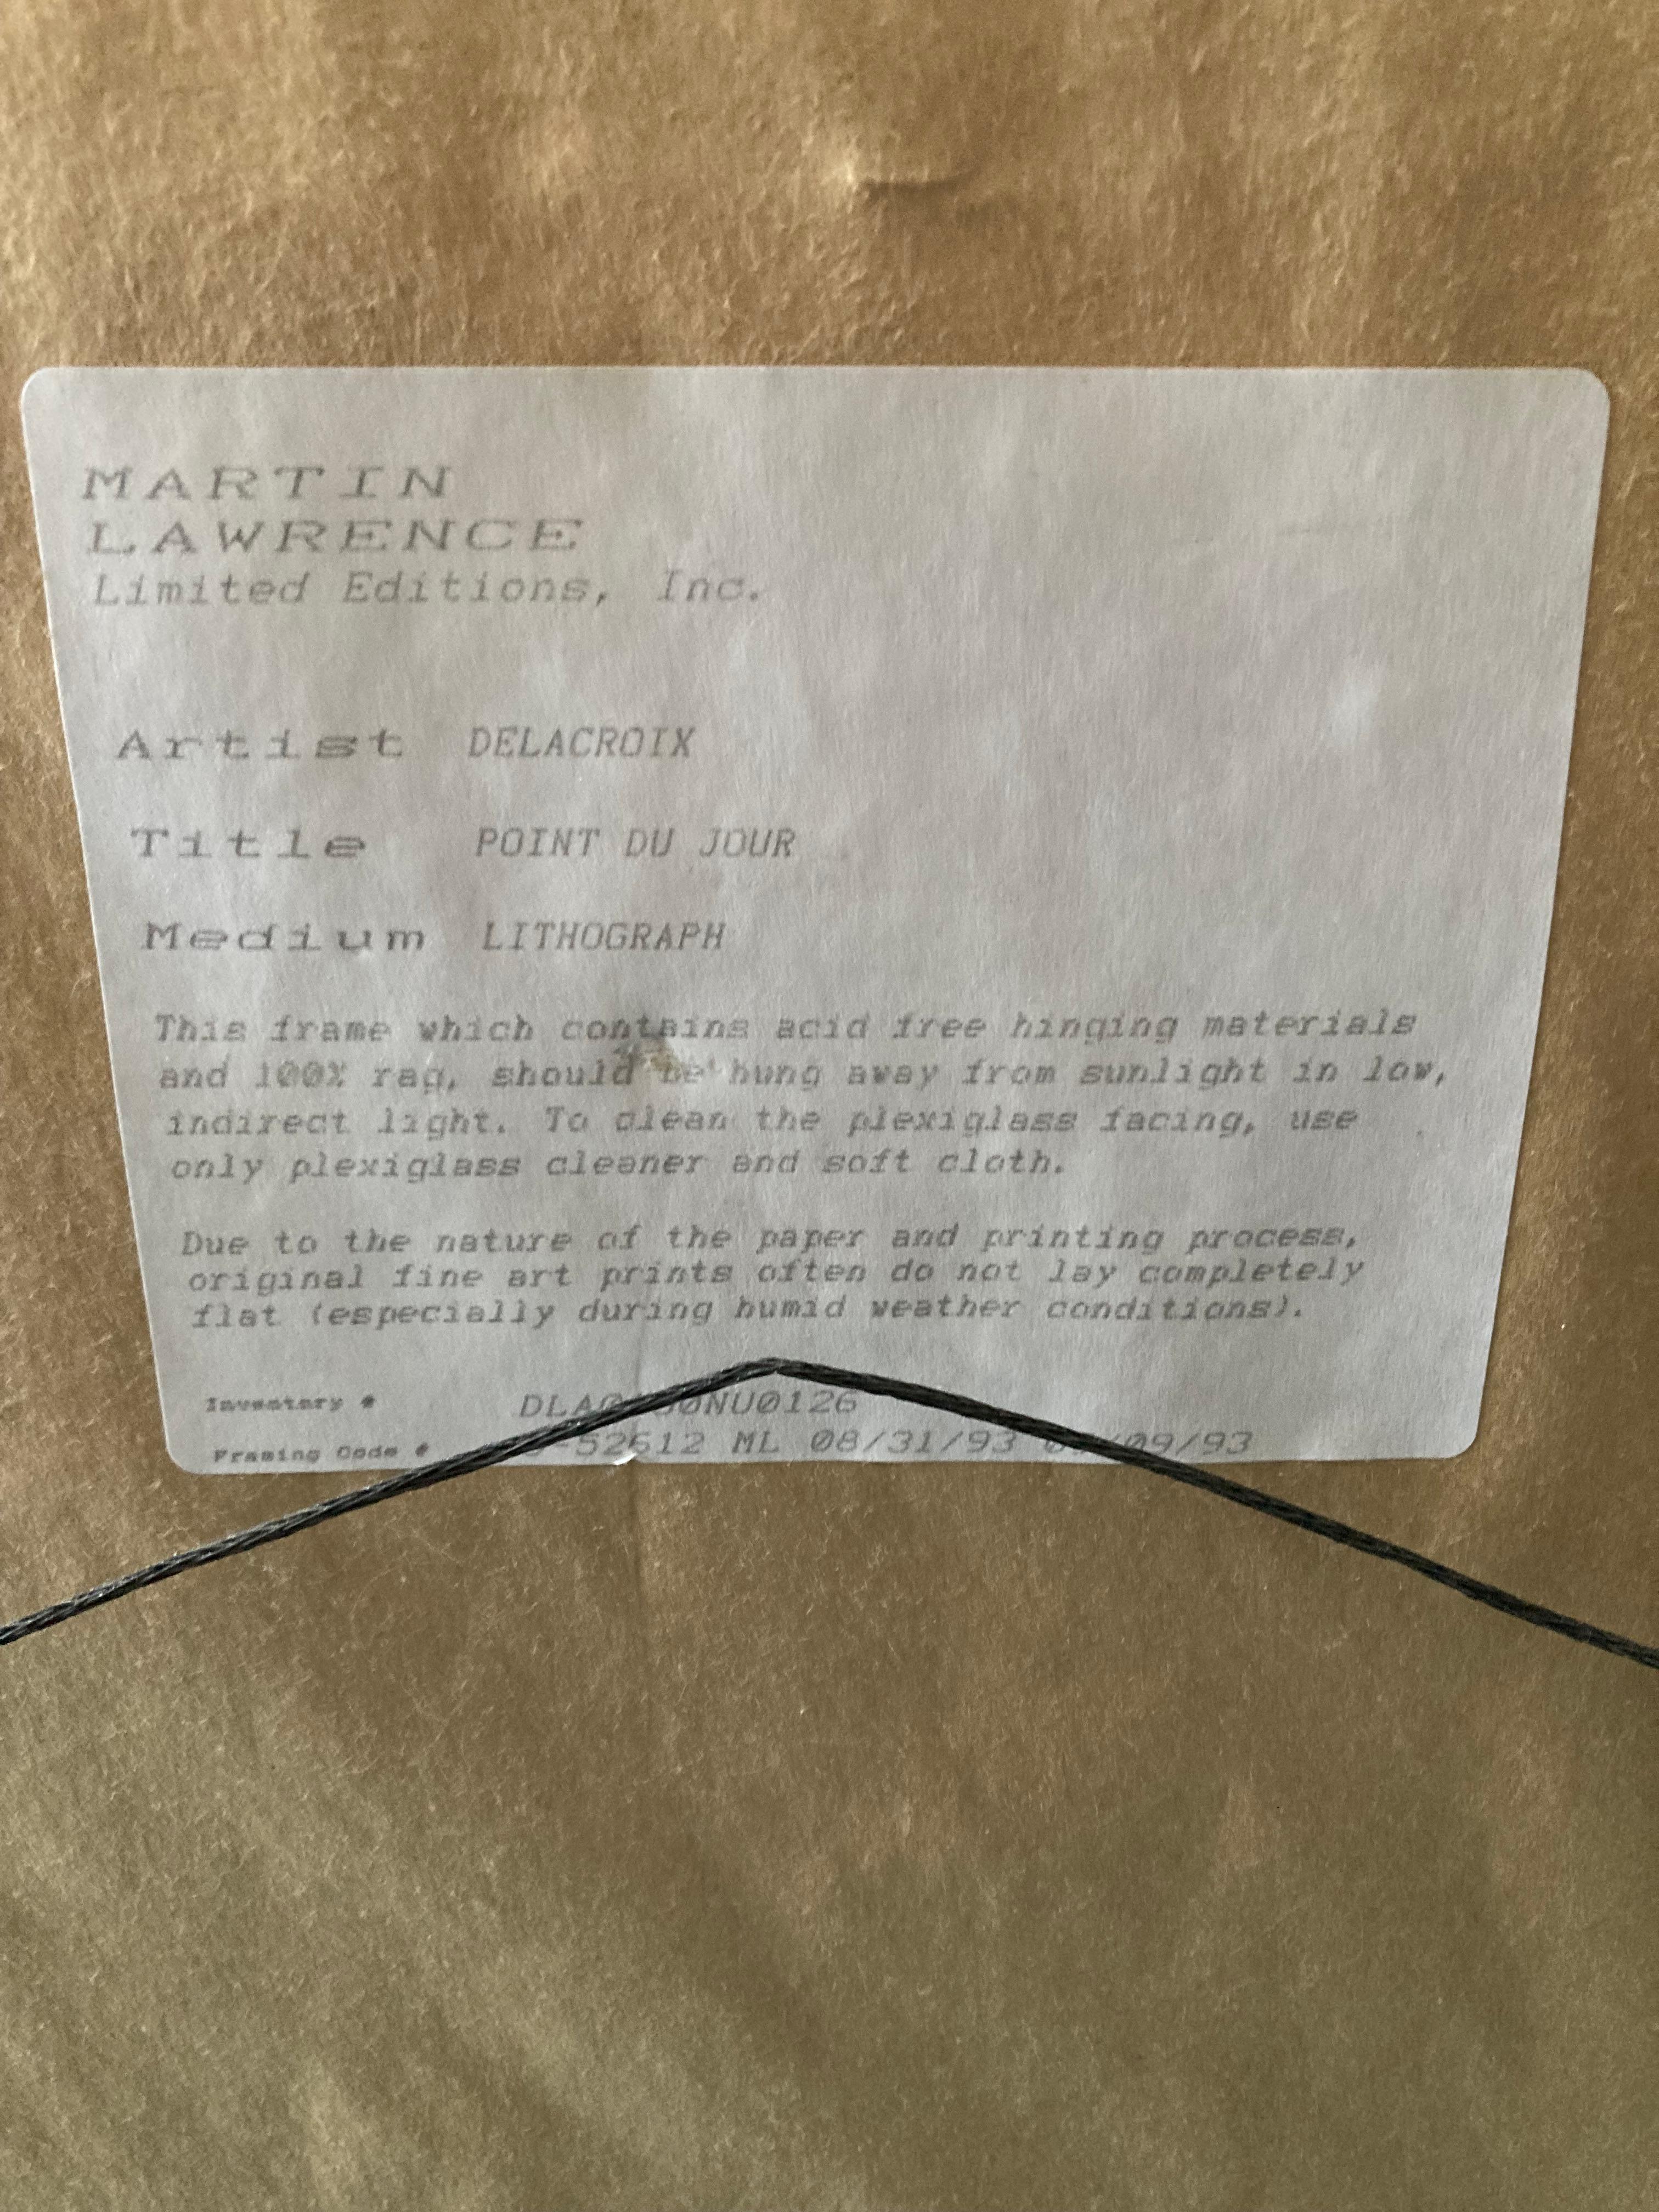 MARTIN
LAWRENCE
Limited Editions, Inc.
Artist DELACROIX
Title POINT DU JOUR
Medium LITHOGRAPH
This frame which contains acid free hinging materials
and 100% rag, should be hung away from sunlight in low,
indirect light. To clean the plexiglass facing, use
only plexiglass cleaner and soft cloth.
Due to the nature of the paper and printing process,
original fine art prints often do not lay completely
flat (especially during humid weather conditions).
Inventory #
Framing Code # ML 08/31/93